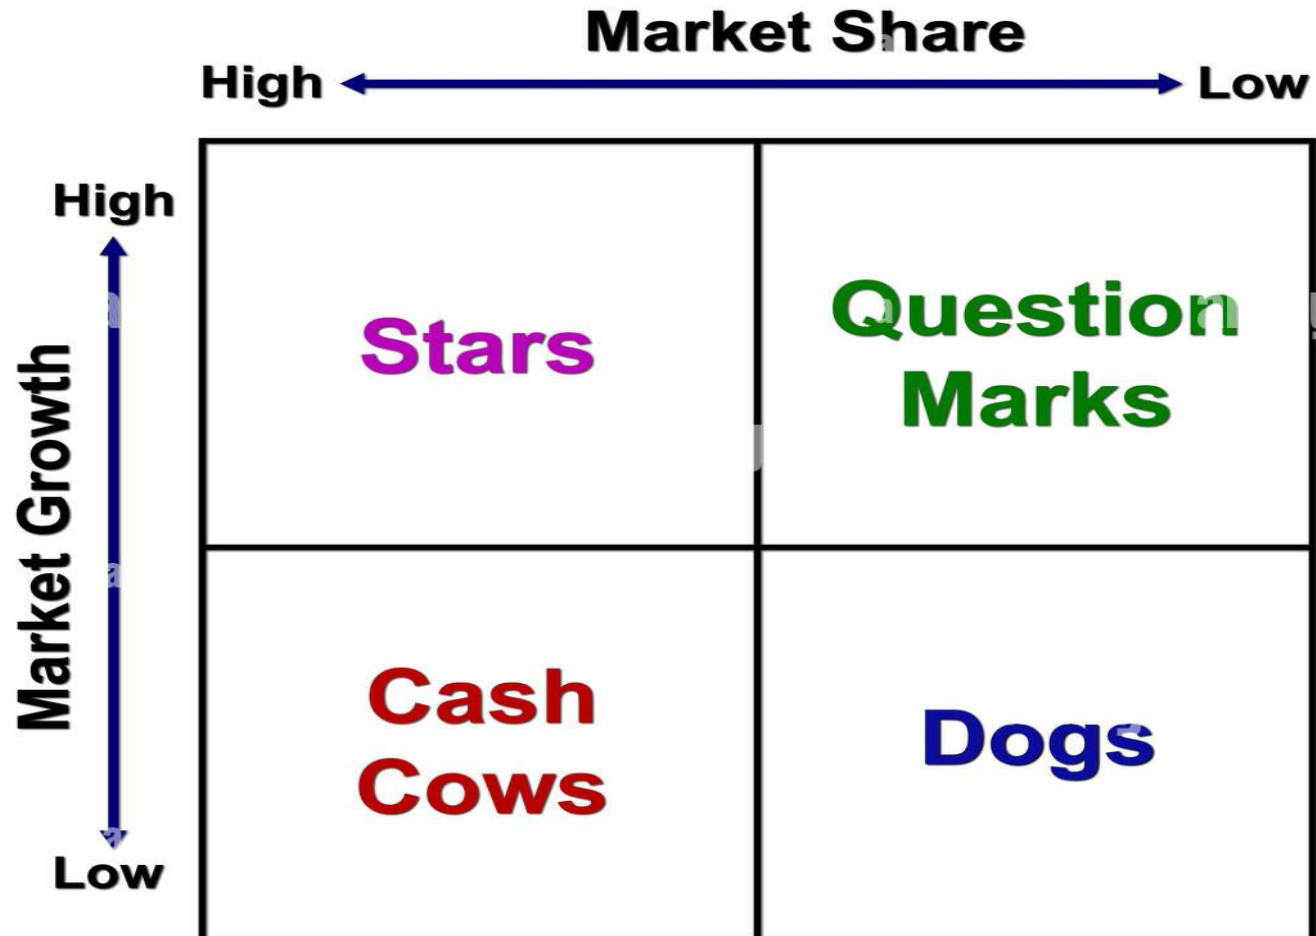 Market Share
High
Low
High
Market Growth
Low
Stars
Question
Marks
Cash
Cows
Dogs
a
a
a
a
a
a